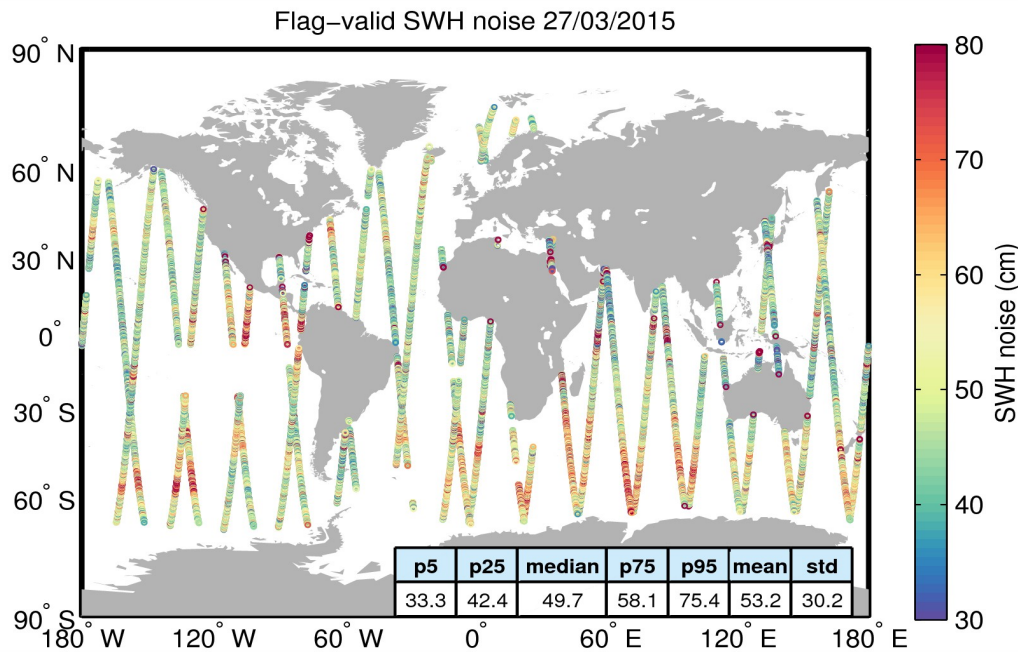 Flag−valid SWH noise 27/03/2015
90° N
60° N
30° N
0°
30° S
60° S
90° S
180° W
120° W
60° W
0°
60° E
120° E
180° E
p5 p25 median p75 p95 mean std
33.3 42.4 49.7 58.1 75.4 53.2 30.2
80
70
60
50
40
30
SWH noise (cm)